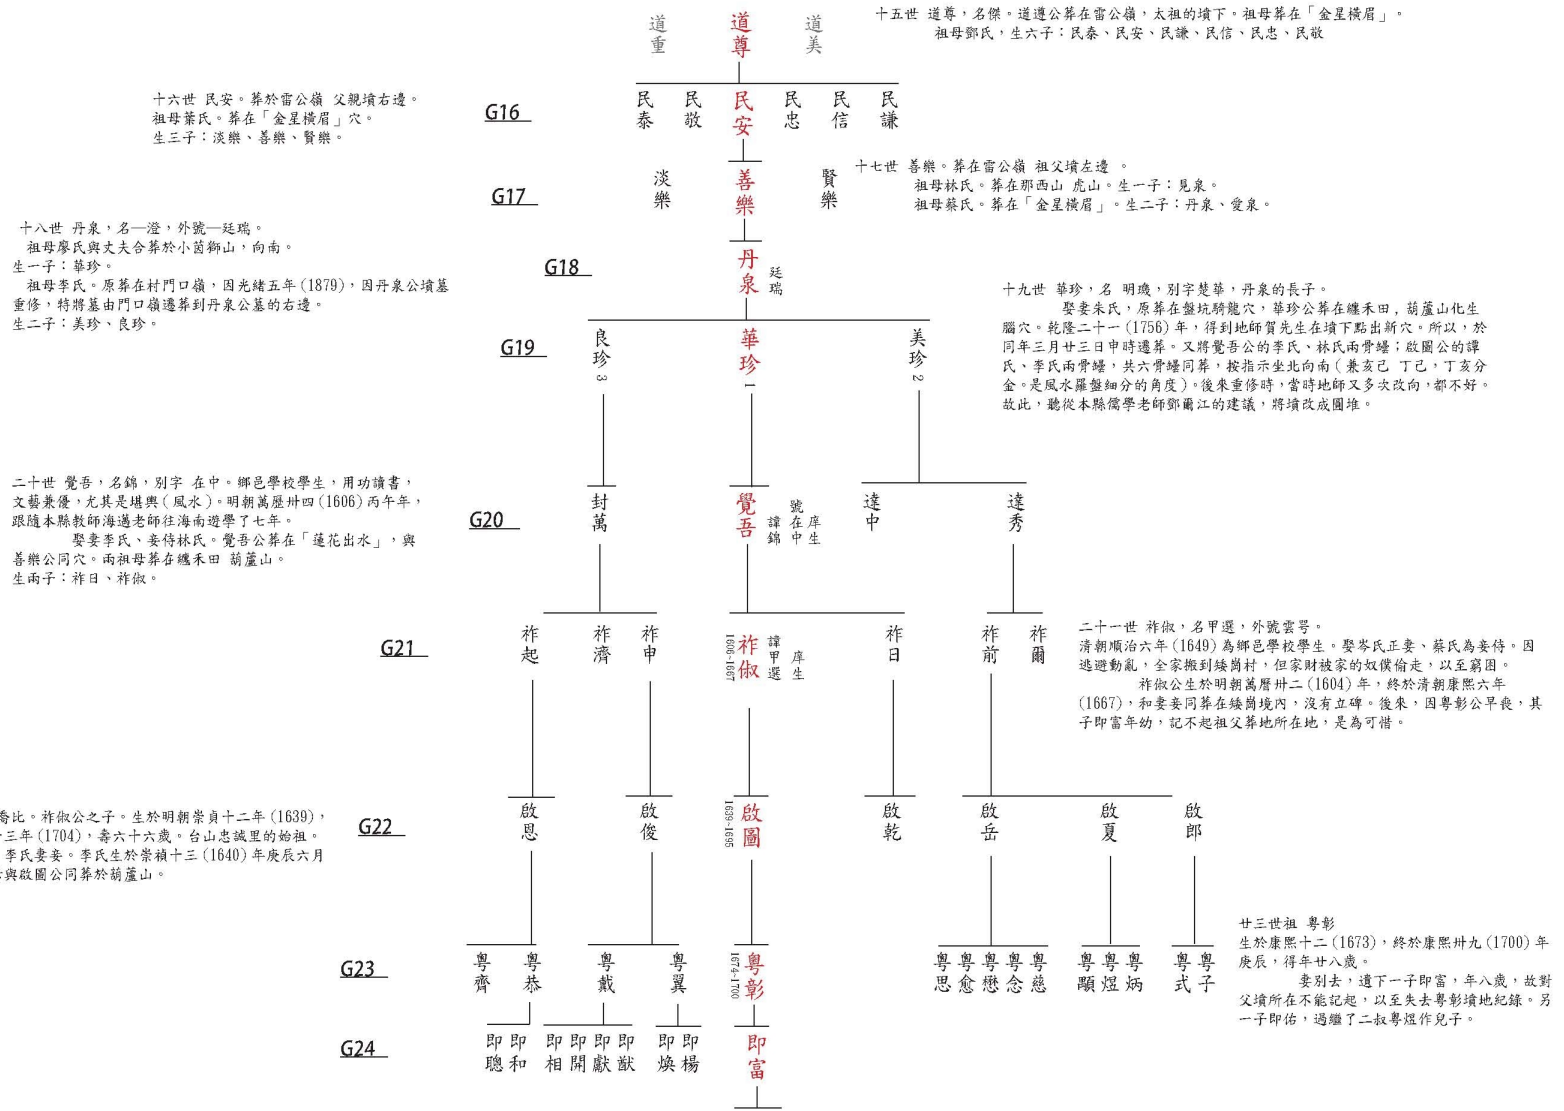 十五世 道尊，名傑。道遵公葬在雷公嶺，太祖的墳下。祖母葬在「金星橫眉」。
祖母鄧氏，生六子：民泰、民安、民謙、民信、民忠、民敬
道重
道尊
道美
十六世 民安。葬於雷公嶺 父親墳右邊。
祖母葉氏。葬在「金星橫眉」穴。
生三子：淡樂、善樂、賢樂。
G16
民泰
民敬
民安
民忠
民信
民謙
十七世 善樂。葬在雷公嶺 祖父墳左邊 。
祖母林氏。葬在那西山 虎山。生一子：見泉。
祖母蔡氏。葬在「金星橫眉」。生二子：丹泉、愛泉。
G17
淡樂
善樂
賢樂
十八世 丹泉，名—澄，外號—廷瑞。
祖母廖氏與丈夫合葬於小茵獅山，向南。
生一子：華珍。
祖母李氏。原葬在村門口嶺，因光緒五年(1879)，因丹泉公墳墓
重修，特將墓由門口嶺遷葬到丹泉公墓的右邊。
生二子：美珍、良珍。
G18
丹泉
廷瑞
十九世 華珍，名 明璣，別字楚華，丹泉的長子。
娶妻朱氏，原葬在盤坑騎龍穴，華珍公葬在纏禾田，葫蘆山化生
腦穴。乾隆二十一(1756)年，得到地師賀先生在墳下點出新穴。所以，於
同年三月廿三日申時遷葬。又將覺吾公的李氏、林氏兩骨罎；啟圖公的譚
氏、李氏兩骨罎，共六骨罎同葬，按指示坐北向南(兼亥己 丁己，丁亥分
金。是風水羅盤細分的角度)。後來重修時，當時地師又多次改向，都不好。
故此，聽從本縣儒學老師鄧爾江的建議，將墳改成圓堆。
G19
良珍 3
華珍 1
美珍 2
二十世 覺吾，名錦，別字 在中。鄉邑學校學生，用功讀書，
文藝兼優，尤其是堪輿(風水)。明朝萬歷卅四(1606)丙午年，
跟隨本縣教師海邁老師往海南遊學了七年。
娶妻李氏、妾侍林氏。覺吾公葬在「蓮花出水」，與
善樂公同穴。兩祖母葬在纏禾田 葫蘆山。
生兩子：祚日、祚俶。
G20
封萬
覺吾
諱錦
號在中
庠生
達中
達秀
G21
祚起
祚濟
祚申
祚俶
1606~1667
諱甲選
庠生
祚日
祚前
祚爾
二十一世 祚俶，名甲選，外號雲号。
清朝順治六年(1649)為鄉邑學校學生。娶岑氏正妻、蔡氏為妾侍。因
逃避動亂，全家搬到矮崗村，但家財被家的奴僕偷走，以至窮困。
祚俶公生於明朝萬曆卅二(1604)年，終於清朝康熙六年
(1667)，和妻妾同葬在矮崗境內，沒有立碑。後來，因粵彰公早喪，其
子即富年幼，記不起祖父葬地所在地，是為可惜。
喬比。祚俶公之子。生於明朝崇貞十二年(1639)，
十三年(1704)，壽六十六歲。台山忠誠里的始祖。
李氏妻妾。李氏生於崇禎十三(1640)年庚辰六月
與啟圖公同葬於葫蘆山。
G22
啟恩
啟俊
啟圖
1639~1695
啟乾
啟岳
啟夏
啟郎
G23
粵齊
粵恭
粵戴
粵翼
粵彰
1674~1700
粵思
粵愈
粵懋
粵念
粵慈
粵顯
粵煜
粵炳
粵式
粵子
廿三世祖 粵彰
生於康熙十二(1673)，終於康熙卅九(1700)年
庚辰，得年廿八歲。
妻別去，遺下一子即富，年八歲，故對
父墳所在不能記起，以至失去粵彰墳地紀錄。另
一子即佑，過繼了二叔粵煜作兒子。
G24
即聰
即和
即相
即開
即獻
即猷
即煥
即楊
即富